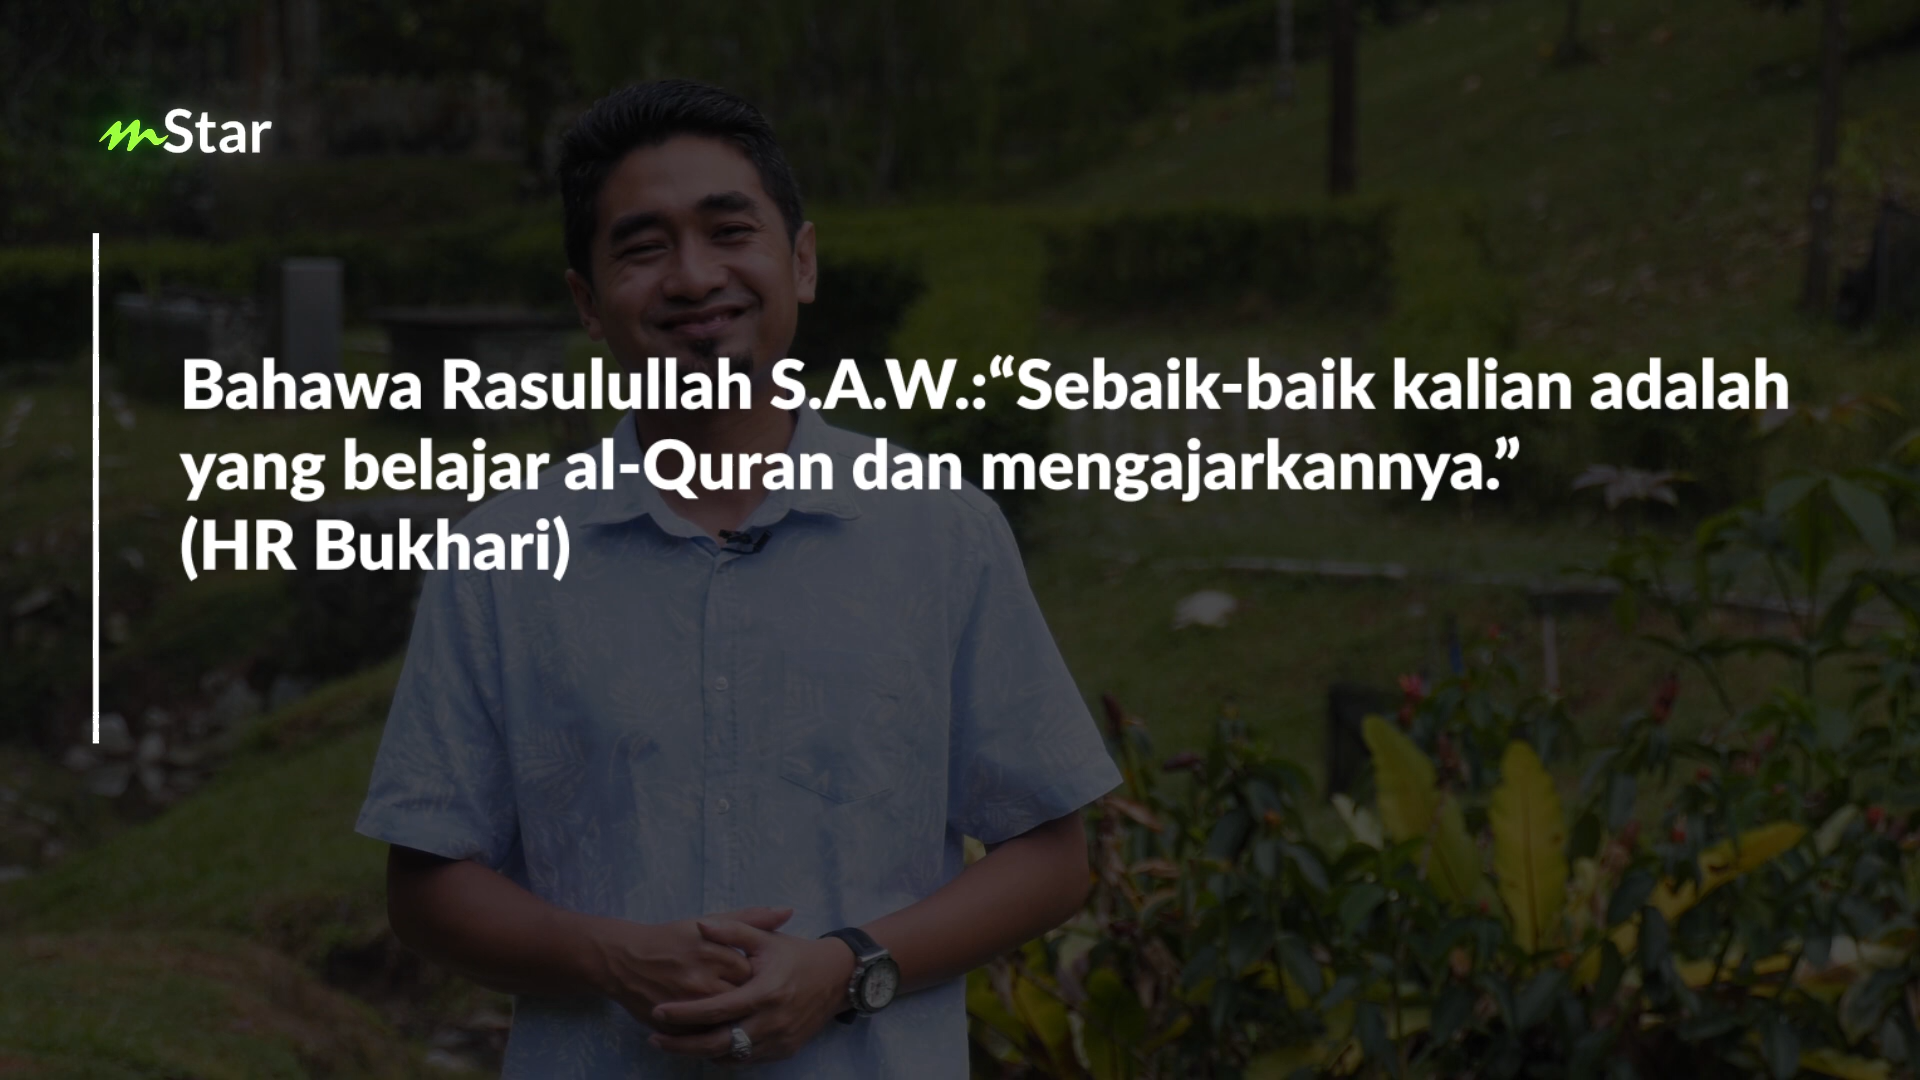 mStar
Bahawa Rasulullah S.A.W.:“Sebaik-baik kalian adalah
yang belajar al-Quran dan mengajarkannya.”
(HR Bukhari)